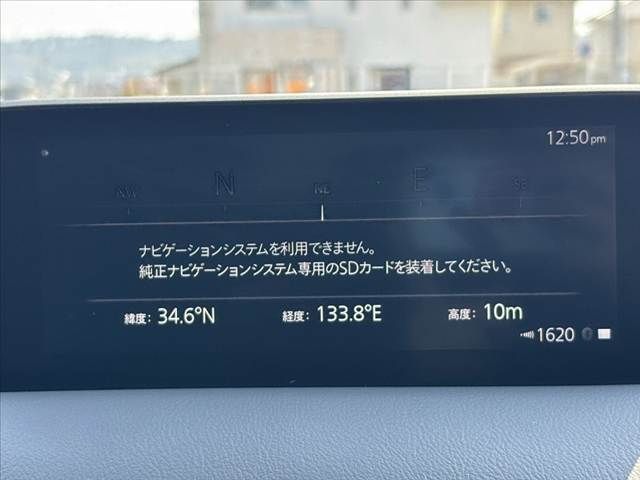 12:50 pm
NW N NE E SE
ナビゲーションシステムを利用できません。
純正ナビゲーションシステム専用のSDカードを装着してください。
緯度: 34.6°N 経度: 133.8°E 高度: 10m
1620